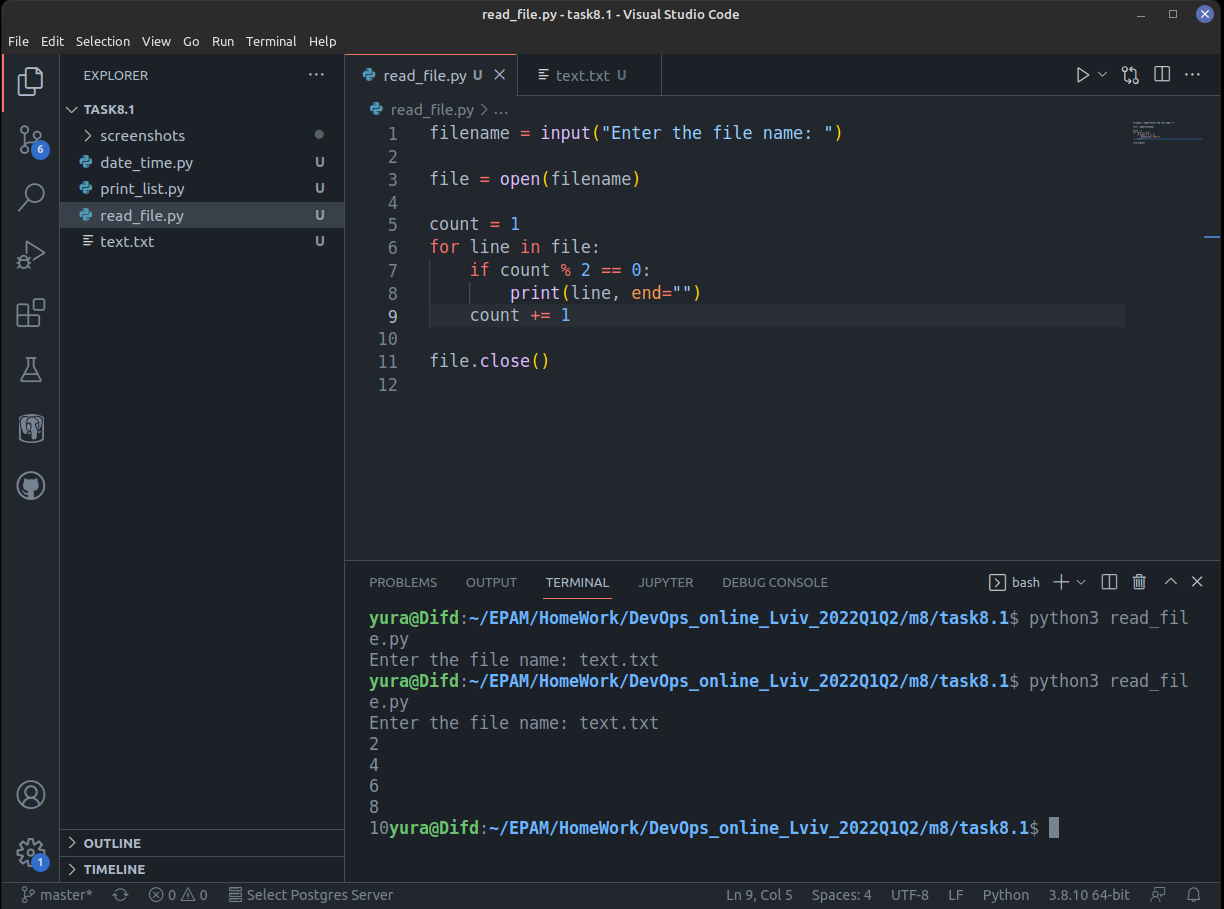 read_file.py - task8.1 - Visual Studio Code
File Edit Selection View Go Run Terminal Help
EXPLORER
TASK8.1
screenshots
date_time.py U
print_list.py U
read_file.py U
text.txt U
OUTLINE
TIMELINE
6
1
read_file.py U
text.txt U
read_file.py > ...
1 filename = input("Enter the file name: ")
2
3 file = open(filename)
4
5 count = 1
6 for line in file:
7     if count % 2 == 0:
8         print(line, end="")
9     count += 1
10
11 file.close()
12
PROBLEMS OUTPUT TERMINAL JUPYTER DEBUG CONSOLE
bash
yura@Difd:~/EPAM/HomeWork/DevOps_online_Lviv_2022Q1Q2/m8/task8.1$ python3 read_fil
e.py
Enter the file name: text.txt
yura@Difd:~/EPAM/HomeWork/DevOps_online_Lviv_2022Q1Q2/m8/task8.1$ python3 read_fil
e.py
Enter the file name: text.txt
2
4
6
8
10yura@Difd:~/EPAM/HomeWork/DevOps_online_Lviv_2022Q1Q2/m8/task8.1$
master* 0 0 Select Postgres Server Ln 9, Col 5 Spaces: 4 UTF-8 LF Python 3.8.10 64-bit